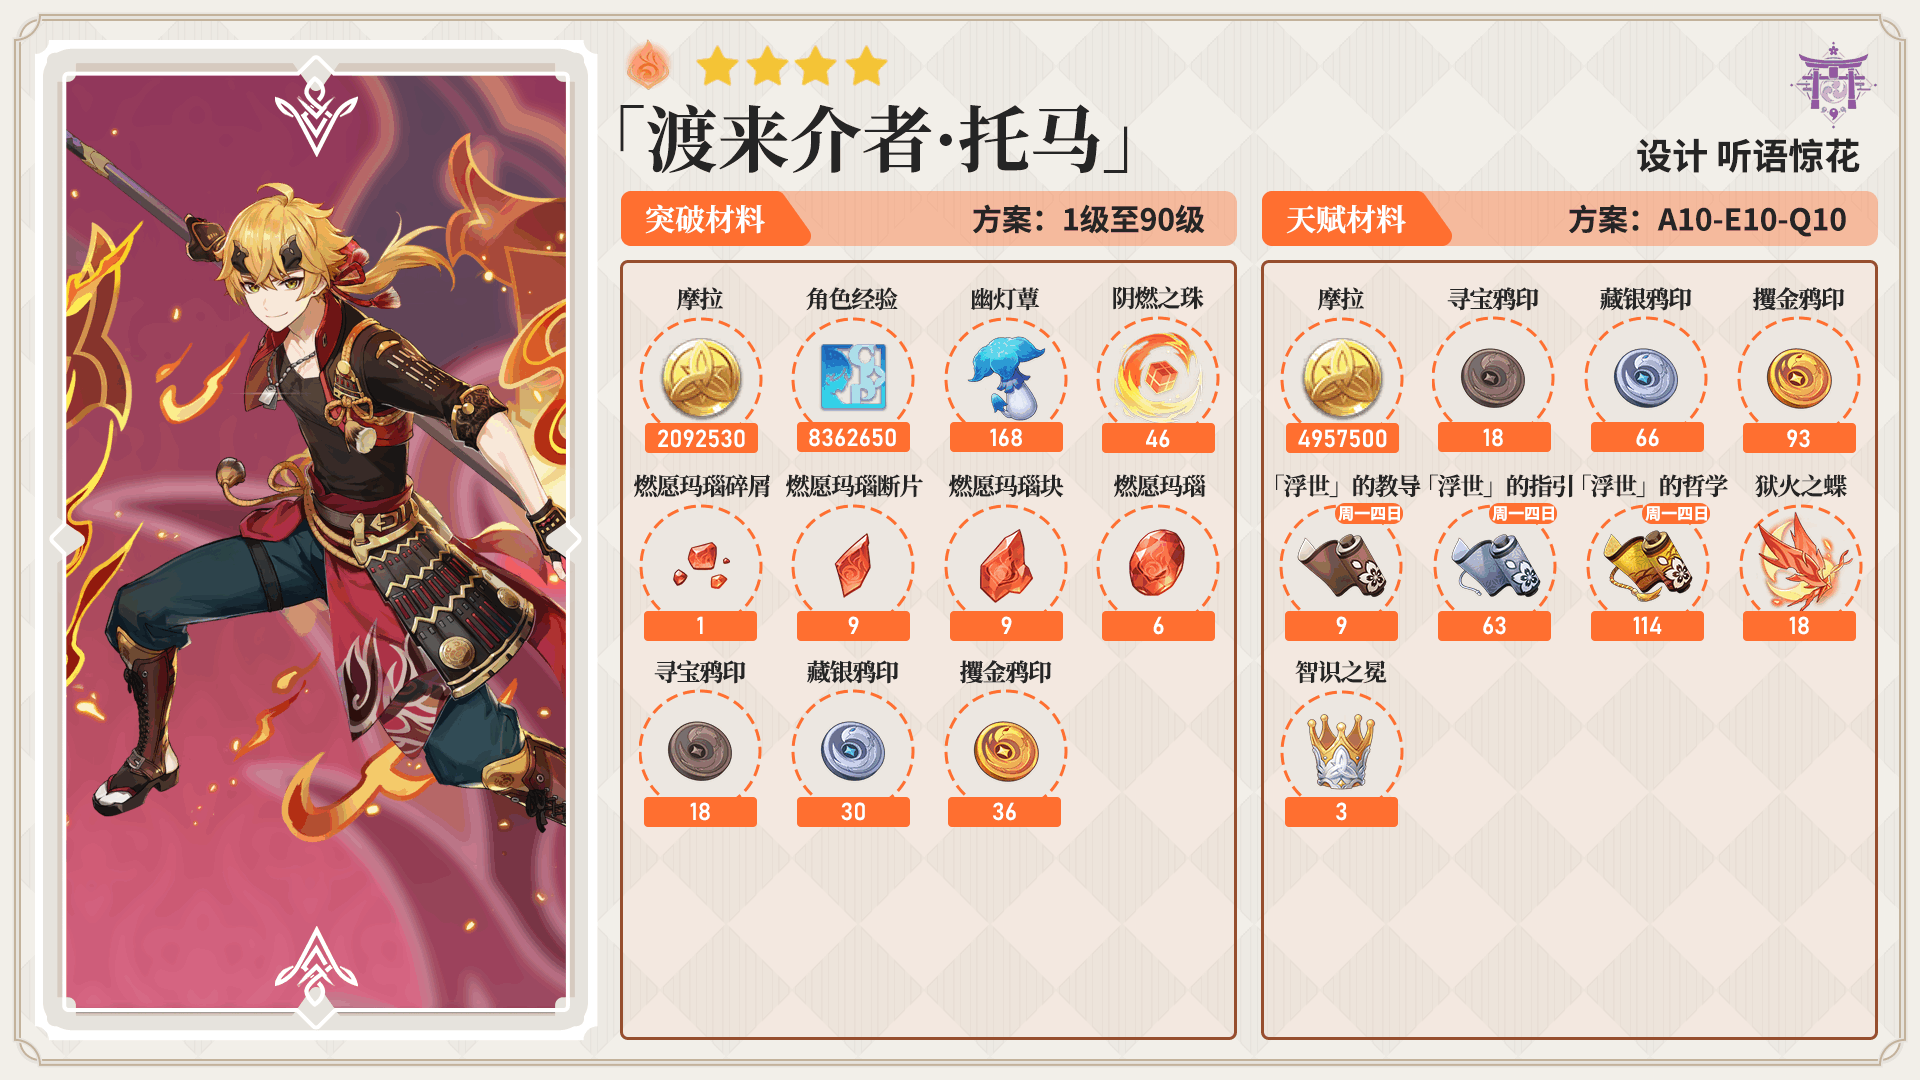 「渡来介者·托马」
设计 听语惊花
突破材料
方案：1级至90级
摩拉 角色经验 幽灯蕈 阴燃之珠
2092530 8362650 168 46
燃愿玛瑙碎屑 燃愿玛瑙断片 燃愿玛瑙块 燃愿玛瑙
1 9 9 6
寻宝鸦印 藏银鸦印 攫金鸦印
18 30 36
天赋材料
方案：A10-E10-Q10
摩拉 寻宝鸦印 藏银鸦印 攫金鸦印
4957500 18 66 93
「浮世」的教导 「浮世」的指引 「浮世」的哲学 狱火之蝶
周一四日 周一四日 周一四日
9 63 114 18
智识之冕
3